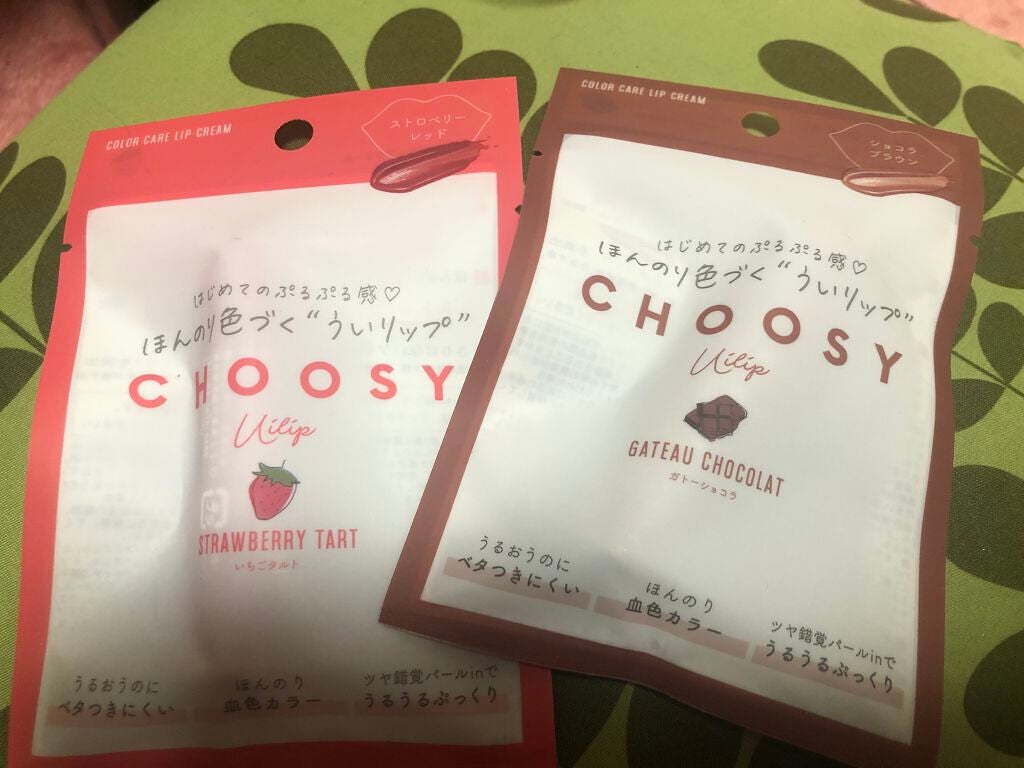 COLOR CARE LIP CREAM
ストロベリー
レッド
はじめてのぷるぷる感♡
ほんのり色づく"ういリップ"
CHOOSY
Uilip
STRAWBERRY TART
いちごタルト
うるおうのに
ベタつきにくい
ほんのり
血色カラー
ツヤ錯覚パールinで
うるうるぷっくり
COLOR CARE LIP CREAM
ショコラ
ブラウン
はじめてのぷるぷる感♡
ほんのり色づく"ういリップ"
CHOOSY
Uilip
GATEAU CHOCOLAT
ガトーショコラ
うるおうのに
ベタつきにくい
ほんのり
血色カラー
ツヤ錯覚パールinで
うるうるぷっくり